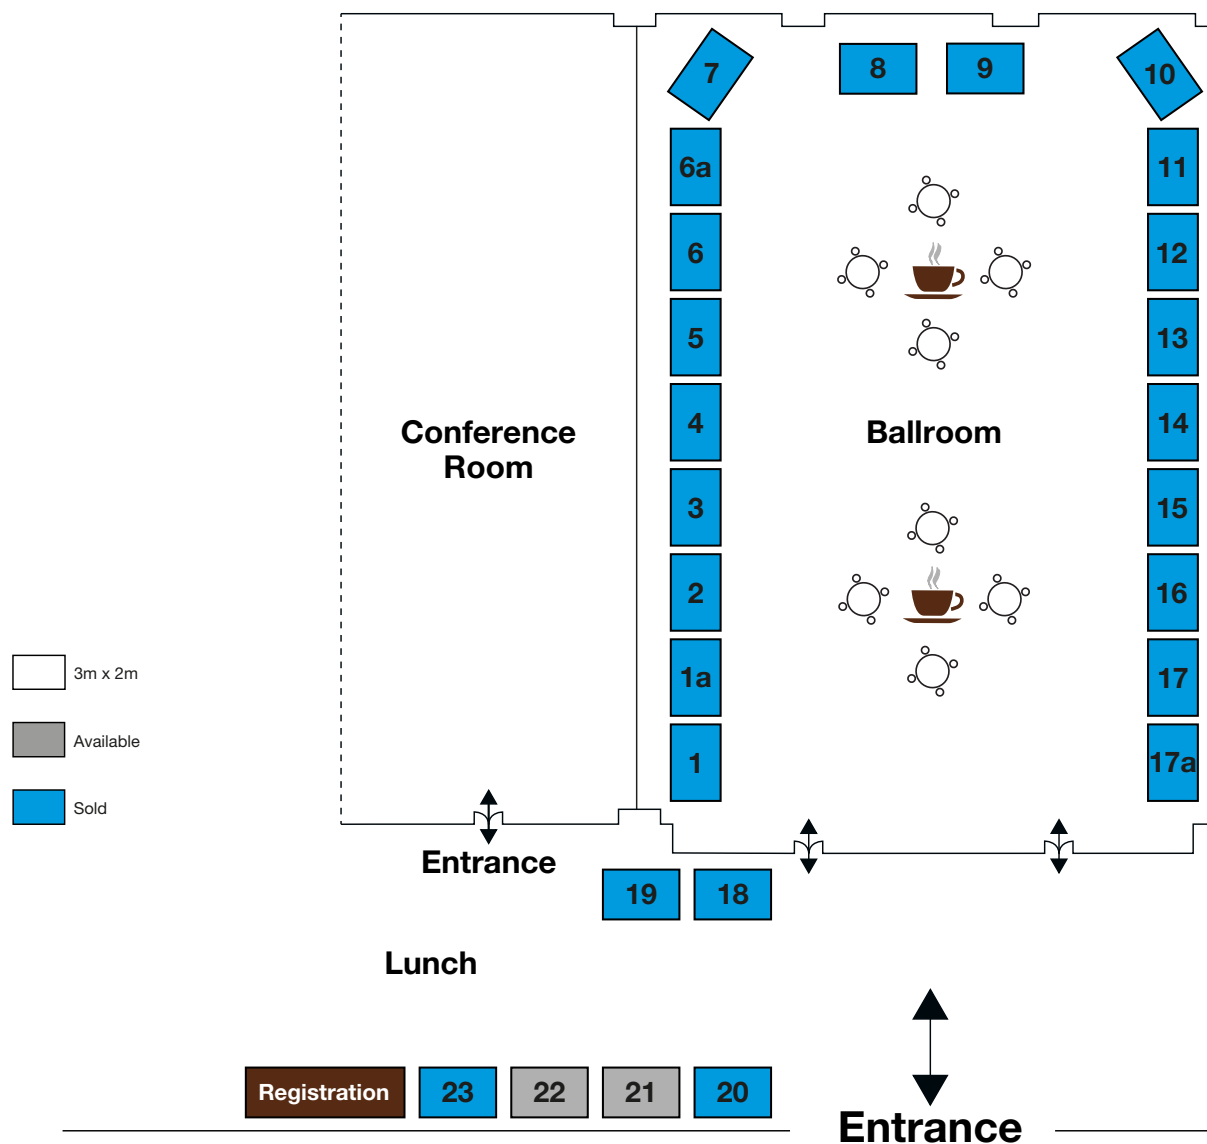 7
8
9
10
6a
11
6
12
5
13
Conference
Room
4
Ballroom
14
3
15
2
16
3m x 2m
1a
17
Available
1
17a
Sold
Entrance
19
18
Lunch
Registration
23
22
21
20
Entrance